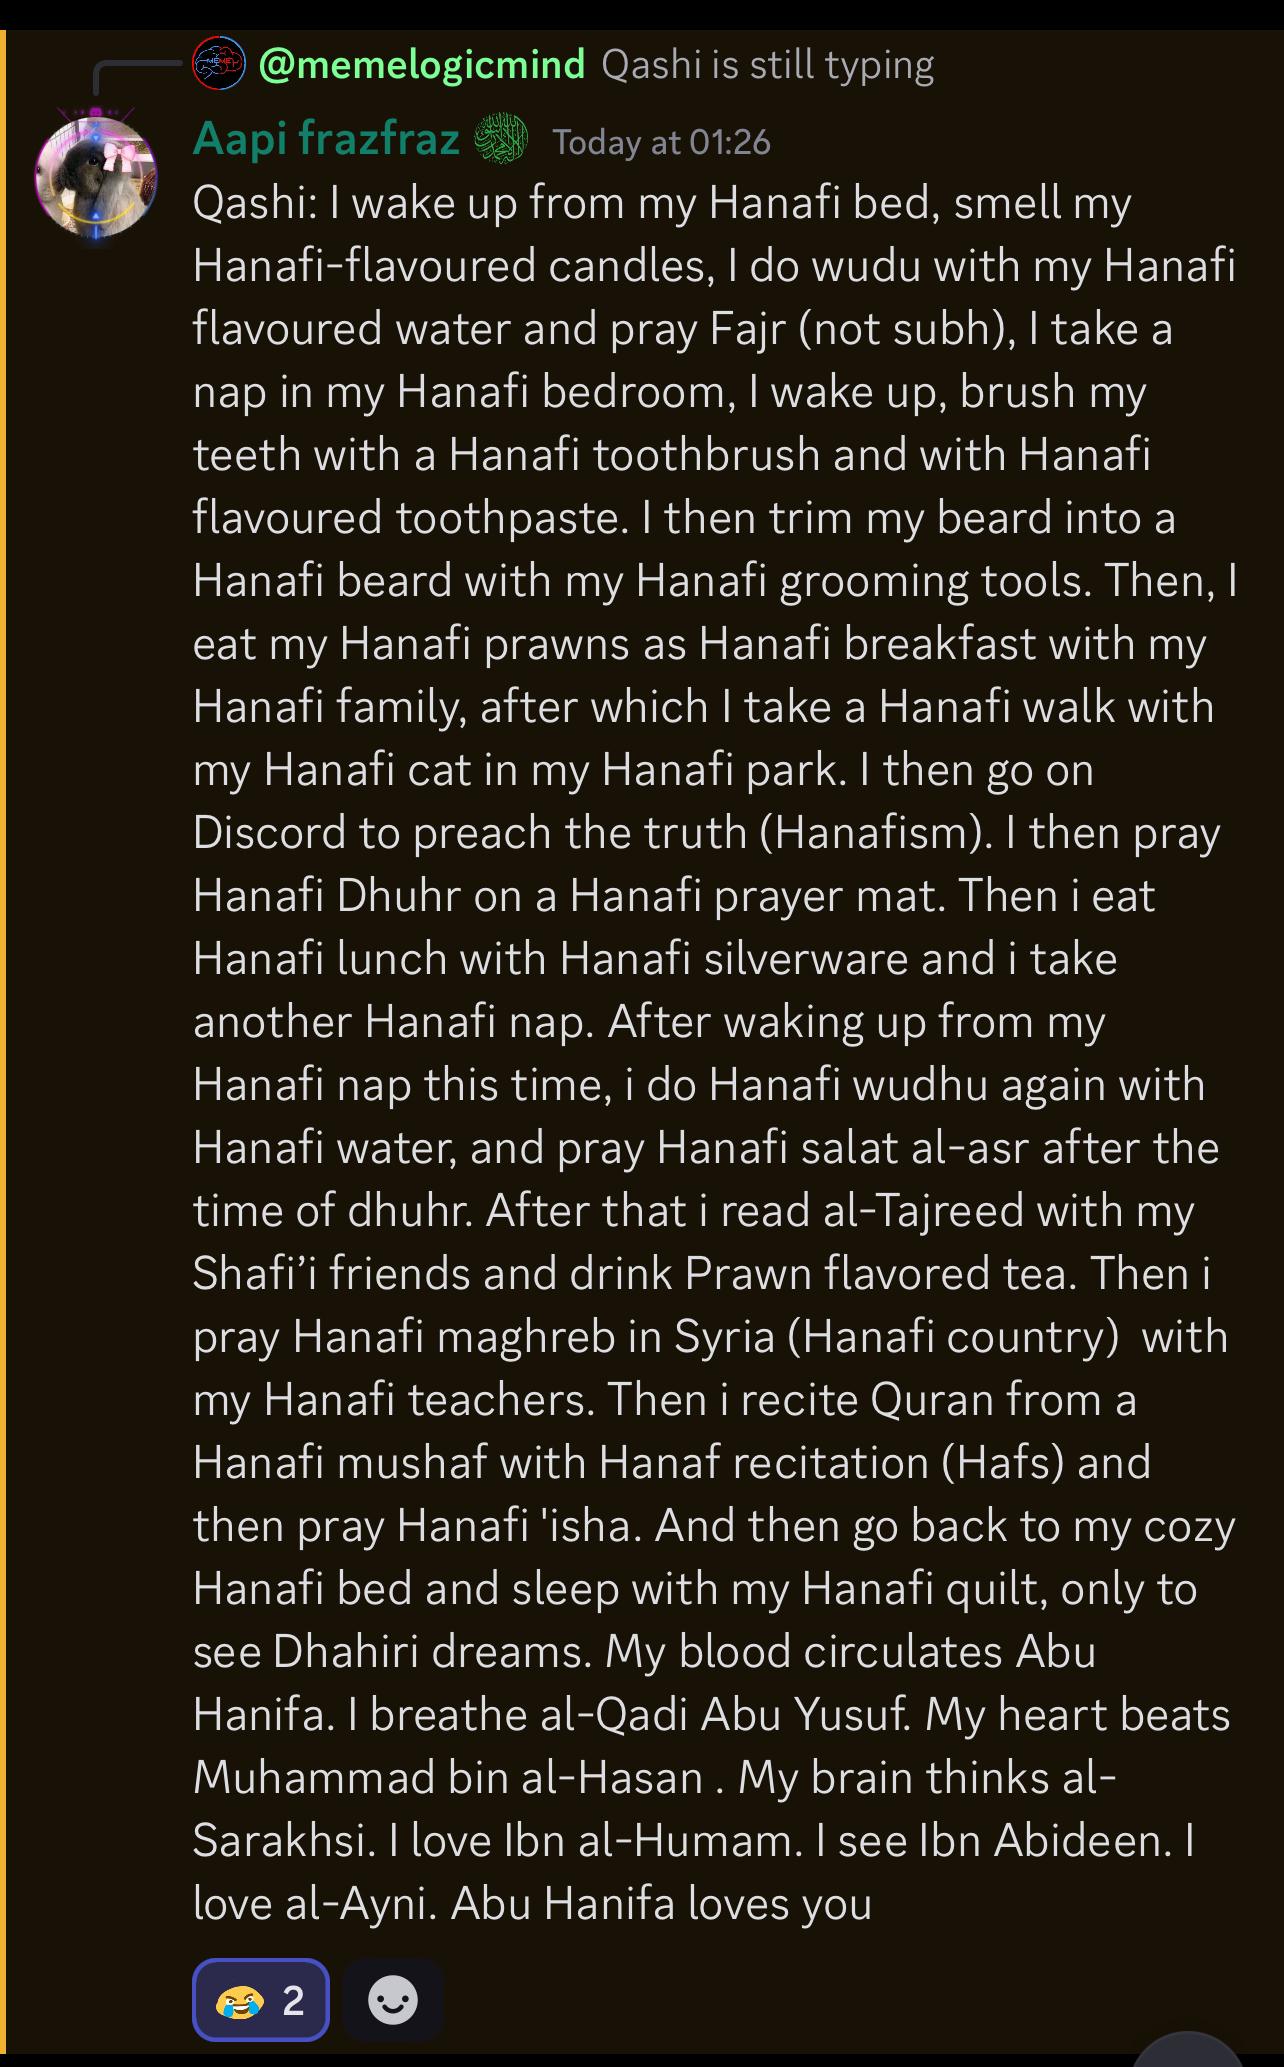 @memelogicmind Qashi is still typing
Aapi frazfraz Today at 01:26
Qashi: I wake up from my Hanafi bed, smell my
Hanafi-flavoured candles, I do wudu with my Hanafi
flavoured water and pray Fajr (not subh), I take a
nap in my Hanafi bedroom, I wake up, brush my
teeth with a Hanafi toothbrush and with Hanafi
flavoured toothpaste. I then trim my beard into a
Hanafi beard with my Hanafi grooming tools. Then, I
eat my Hanafi prawns as Hanafi breakfast with my
Hanafi family, after which I take a Hanafi walk with
my Hanafi cat in my Hanafi park. I then go on
Discord to preach the truth (Hanafism). I then pray
Hanafi Dhuhr on a Hanafi prayer mat. Then i eat
Hanafi lunch with Hanafi silverware and i take
another Hanafi nap. After waking up from my
Hanafi nap this time, i do Hanafi wudhu again with
Hanafi water, and pray Hanafi salat al-asr after the
time of dhuhr. After that i read al-Tajreed with my
Shafi’i friends and drink Prawn flavored tea. Then i
pray Hanafi maghreb in Syria (Hanafi country)  with
my Hanafi teachers. Then i recite Quran from a
Hanafi mushaf with Hanaf recitation (Hafs) and
then pray Hanafi 'isha. And then go back to my cozy
Hanafi bed and sleep with my Hanafi quilt, only to
see Dhahiri dreams. My blood circulates Abu
Hanifa. I breathe al-Qadi Abu Yusuf. My heart beats
Muhammad bin al-Hasan . My brain thinks al-
Sarakhsi. I love Ibn al-Humam. I see Ibn Abideen. I
love al-Ayni. Abu Hanifa loves you
2